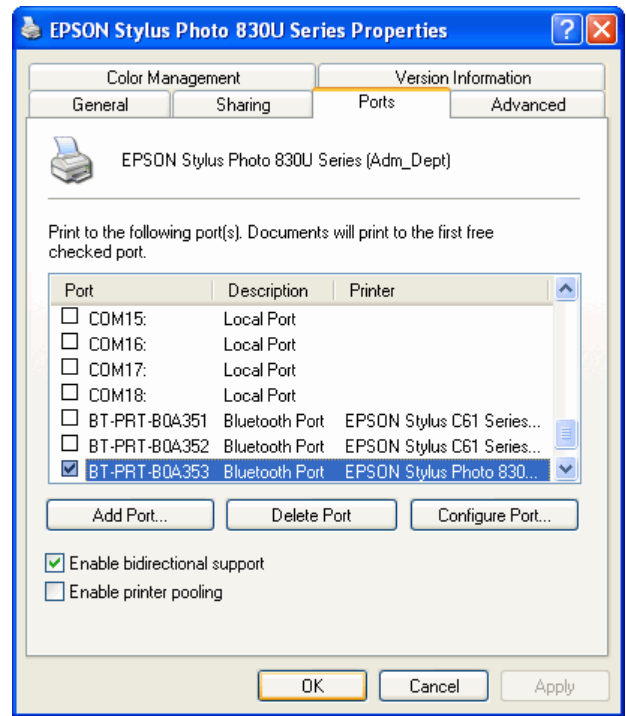 EPSON Stylus Photo 830U Series Properties
Color Management Version Information
General Sharing Ports Advanced
EPSON Stylus Photo 830U Series (Adm_Dept)
Print to the following port(s). Documents will print to the first free
checked port.
Port Description Printer
COM15: Local Port
COM16: Local Port
COM17: Local Port
COM18: Local Port
BT-PRT-B0A351 Bluetooth Port EPSON Stylus C61 Series...
BT-PRT-B0A352 Bluetooth Port EPSON Stylus C61 Series...
BT-PRT-B0A353 Bluetooth Port EPSON Stylus Photo 830...
Add Port... Delete Port Configure Port...
Enable bidirectional support
Enable printer pooling
OK Cancel Apply